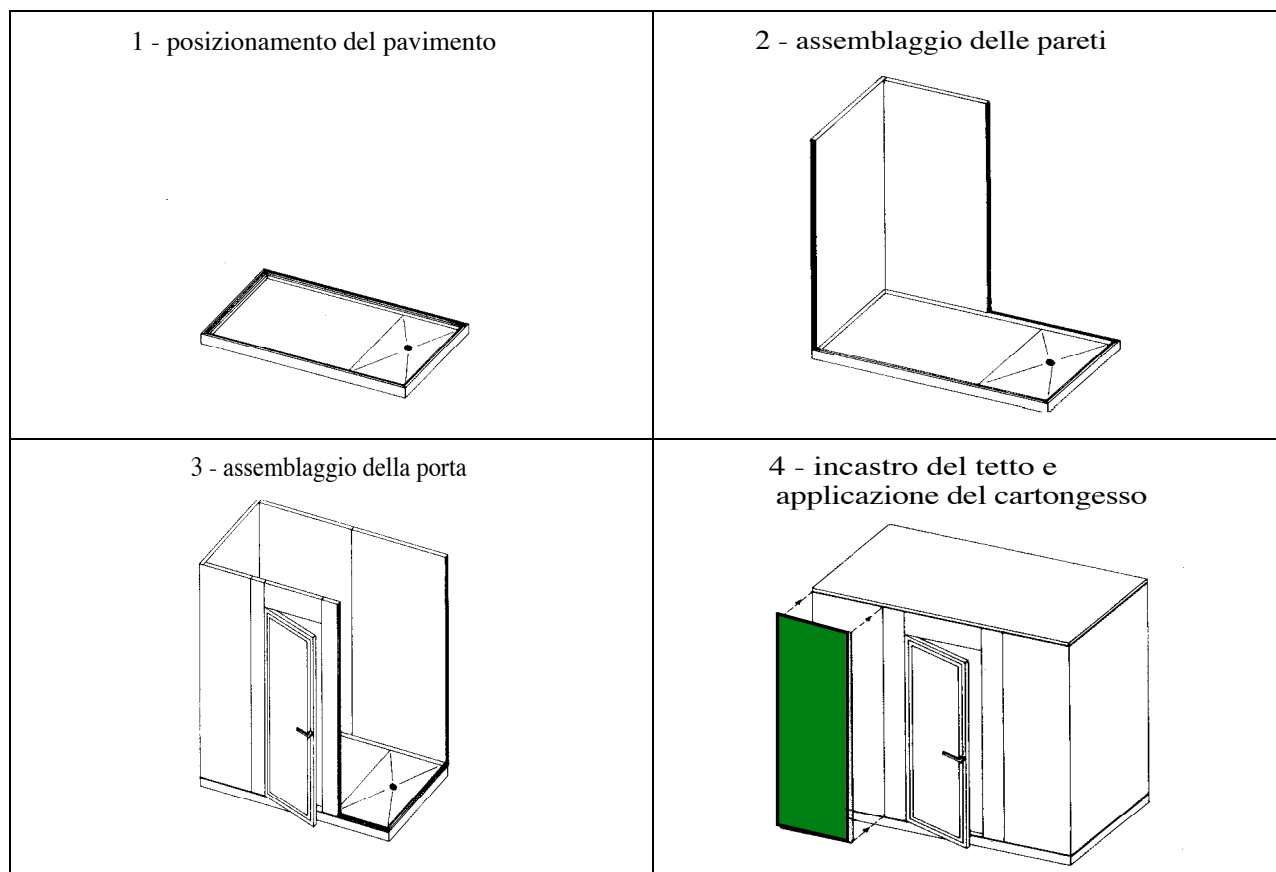 1 - posizionamento del pavimento
2 - assemblaggio delle pareti
3 - assemblaggio della porta
4 - incastro del tetto e
applicazione del cartongesso